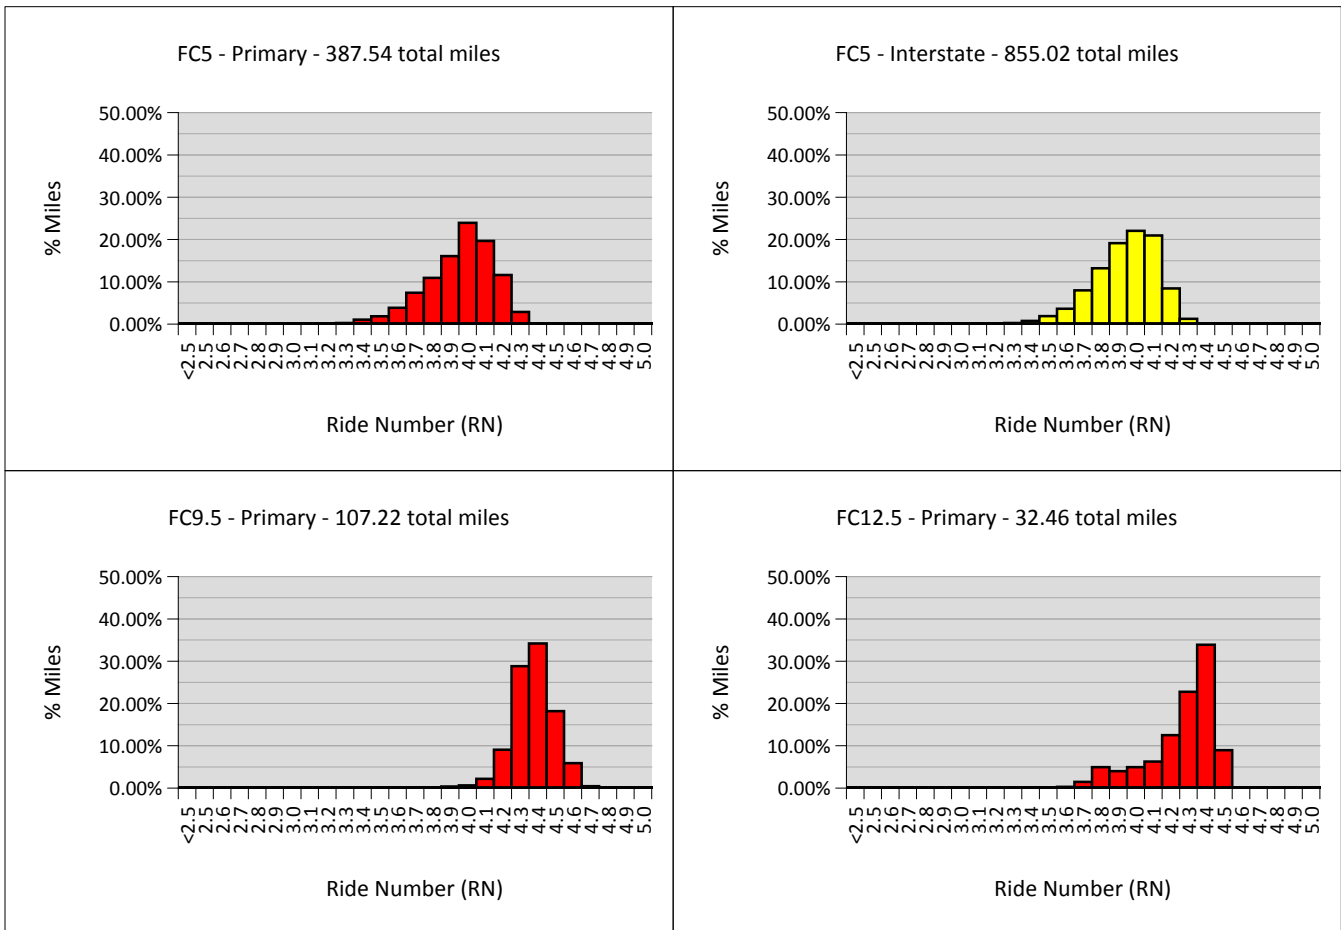 FC5 - Primary - 387.54 total miles
50.00%
40.00%
30.00%
20.00%
10.00%
0.00%
% Miles
<2.5 2.5 2.6 2.7 2.8 2.9 3.0 3.1 3.2 3.3 3.4 3.5 3.6 3.7 3.8 3.9 4.0 4.1 4.2 4.3 4.4 4.5 4.6 4.7 4.8 4.9 5.0
Ride Number (RN)
FC5 - Interstate - 855.02 total miles
50.00%
40.00%
30.00%
20.00%
10.00%
0.00%
% Miles
<2.5 2.5 2.6 2.7 2.8 2.9 3.0 3.1 3.2 3.3 3.4 3.5 3.6 3.7 3.8 3.9 4.0 4.1 4.2 4.3 4.4 4.5 4.6 4.7 4.8 4.9 5.0
Ride Number (RN)
FC9.5 - Primary - 107.22 total miles
50.00%
40.00%
30.00%
20.00%
10.00%
0.00%
% Miles
<2.5 2.5 2.6 2.7 2.8 2.9 3.0 3.1 3.2 3.3 3.4 3.5 3.6 3.7 3.8 3.9 4.0 4.1 4.2 4.3 4.4 4.5 4.6 4.7 4.8 4.9 5.0
Ride Number (RN)
FC12.5 - Primary - 32.46 total miles
50.00%
40.00%
30.00%
20.00%
10.00%
0.00%
% Miles
<2.5 2.5 2.6 2.7 2.8 2.9 3.0 3.1 3.2 3.3 3.4 3.5 3.6 3.7 3.8 3.9 4.0 4.1 4.2 4.3 4.4 4.5 4.6 4.7 4.8 4.9 5.0
Ride Number (RN)